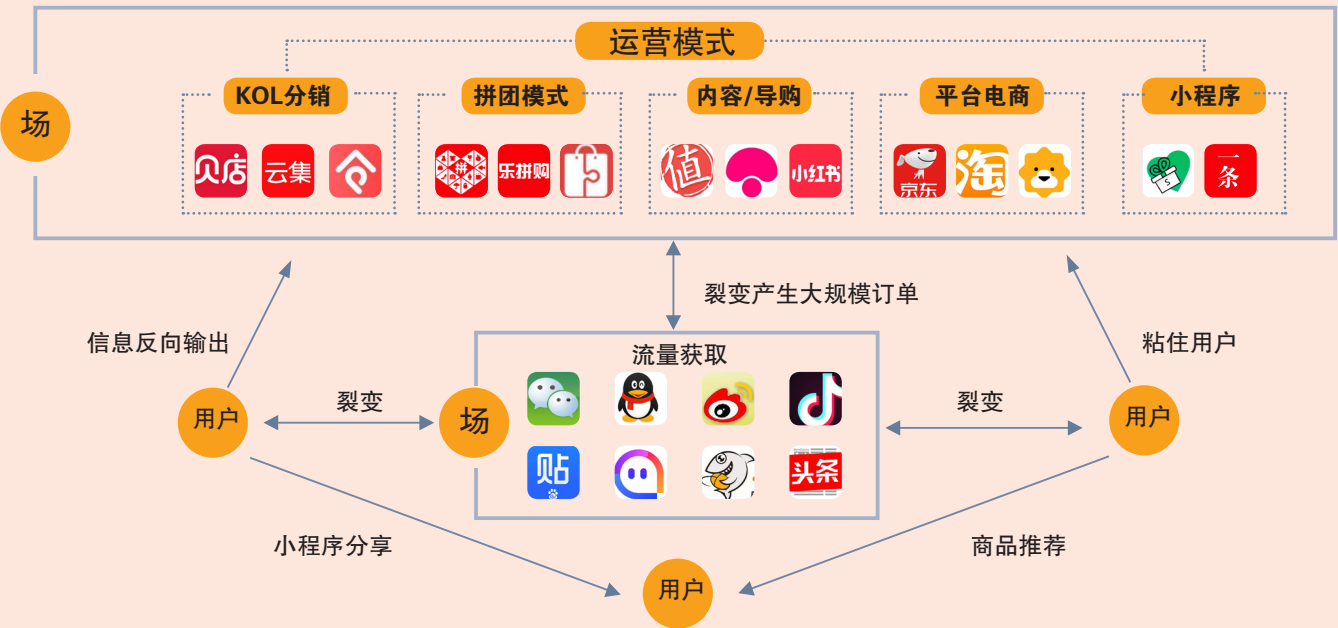 运营模式
KOL分销
拼团模式
内容/导购
平台电商
小程序
场
贝店
云集
拼
乐拼购
值
小红书
京东
淘
一条
裂变产生大规模订单
信息反向输出
粘住用户
流量获取
用户
裂变
场
裂变
用户
贴
头条
小程序分享
商品推荐
用户